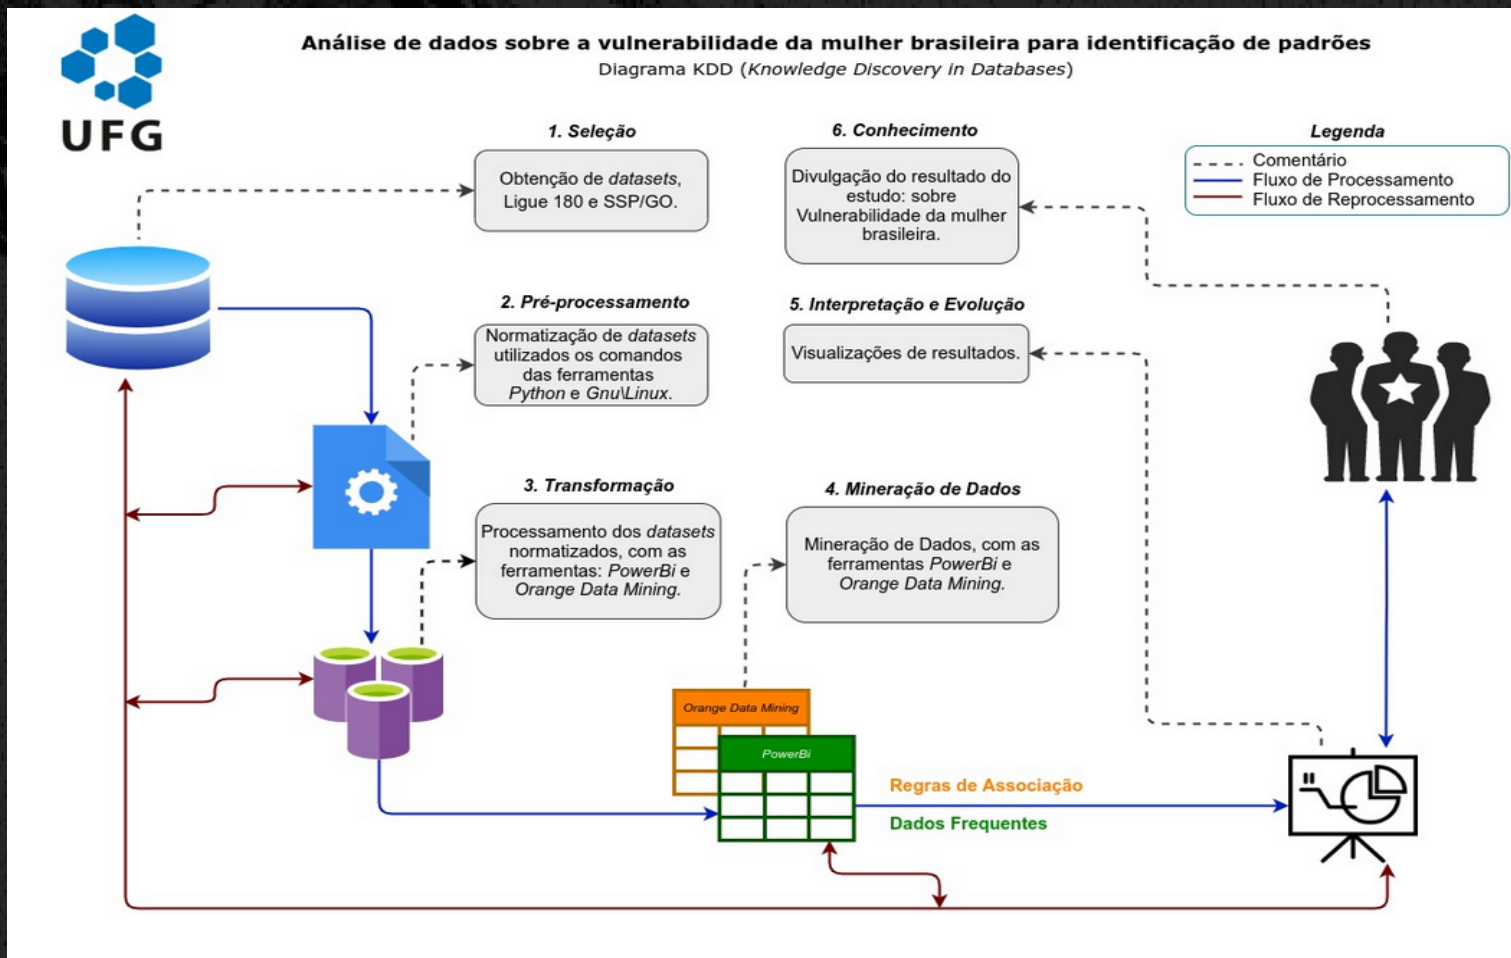 UFG
Análise de dados sobre a vulnerabilidade da mulher brasileira para identificação de padrões
Diagrama KDD (Knowledge Discovery in Databases)
1. Seleção
Obtenção de datasets,
Ligue 180 e SSP/GO.
6. Conhecimento
Divulgação do resultado do
estudo: sobre
Vulnerabilidade da mulher
brasileira.
Legenda
Comentário
Fluxo de Processamento
Fluxo de Reprocessamento
2. Pré-processamento
Normatização de datasets
utilizados os comandos
das ferramentas
Python e Gnu\Linux.
5. Interpretação e Evolução
Visualizações de resultados.
3. Transformação
Processamento dos datasets
normatizados, com as
ferramentas: PowerBi e
Orange Data Mining.
4. Mineração de Dados
Mineração de Dados, com as
ferramentas PowerBi e
Orange Data Mining.
Orange Data Mining
PowerBi
Regras de Associação
Dados Frequentes